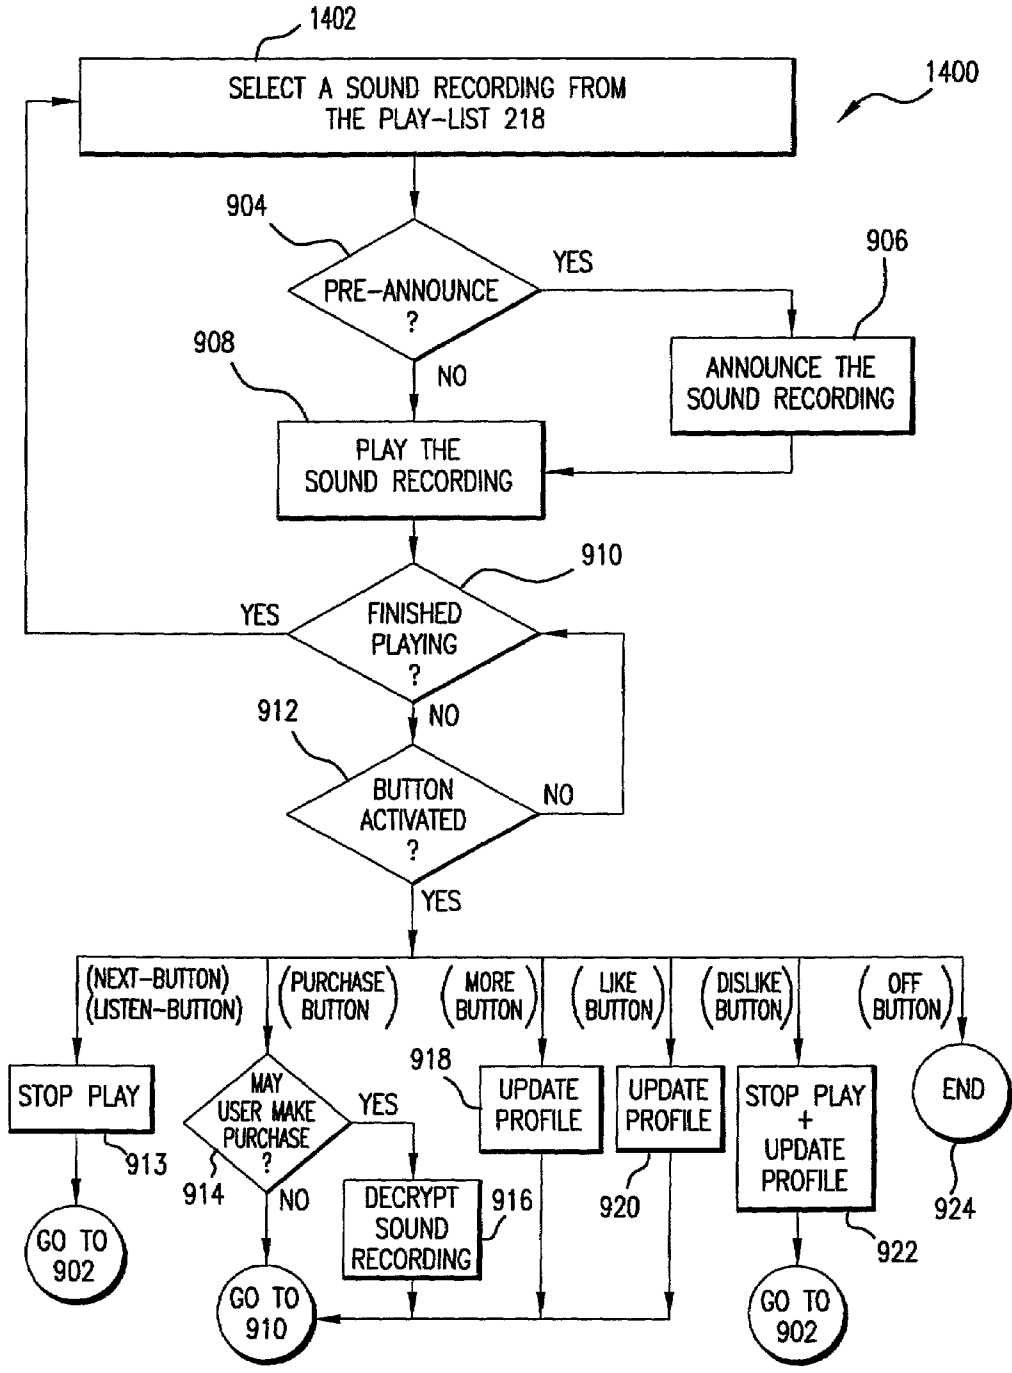 1402
SELECT A SOUND RECORDING FROM
THE PLAY-LIST 218
1400
904
PRE-ANNOUNCE
?
YES
906
NO
ANNOUNCE THE
SOUND RECORDING
908
PLAY THE
SOUND RECORDING
910
FINISHED
PLAYING
?
YES
NO
912
BUTTON
ACTIVATED
?
NO
YES
(NEXT-BUTTON)
(LISTEN-BUTTON)
(PURCHASE
BUTTON)
(MORE
BUTTON)
(LIKE
BUTTON)
(DISLIKE
BUTTON)
(OFF
BUTTON)
STOP PLAY
913
GO TO
902
MAY
USER MAKE
PURCHASE
?
914
YES
NO
DECRYPT
SOUND
RECORDING
916
GO TO
910
918
UPDATE
PROFILE
UPDATE
PROFILE
920
STOP PLAY
+
UPDATE
PROFILE
922
GO TO
902
END
924